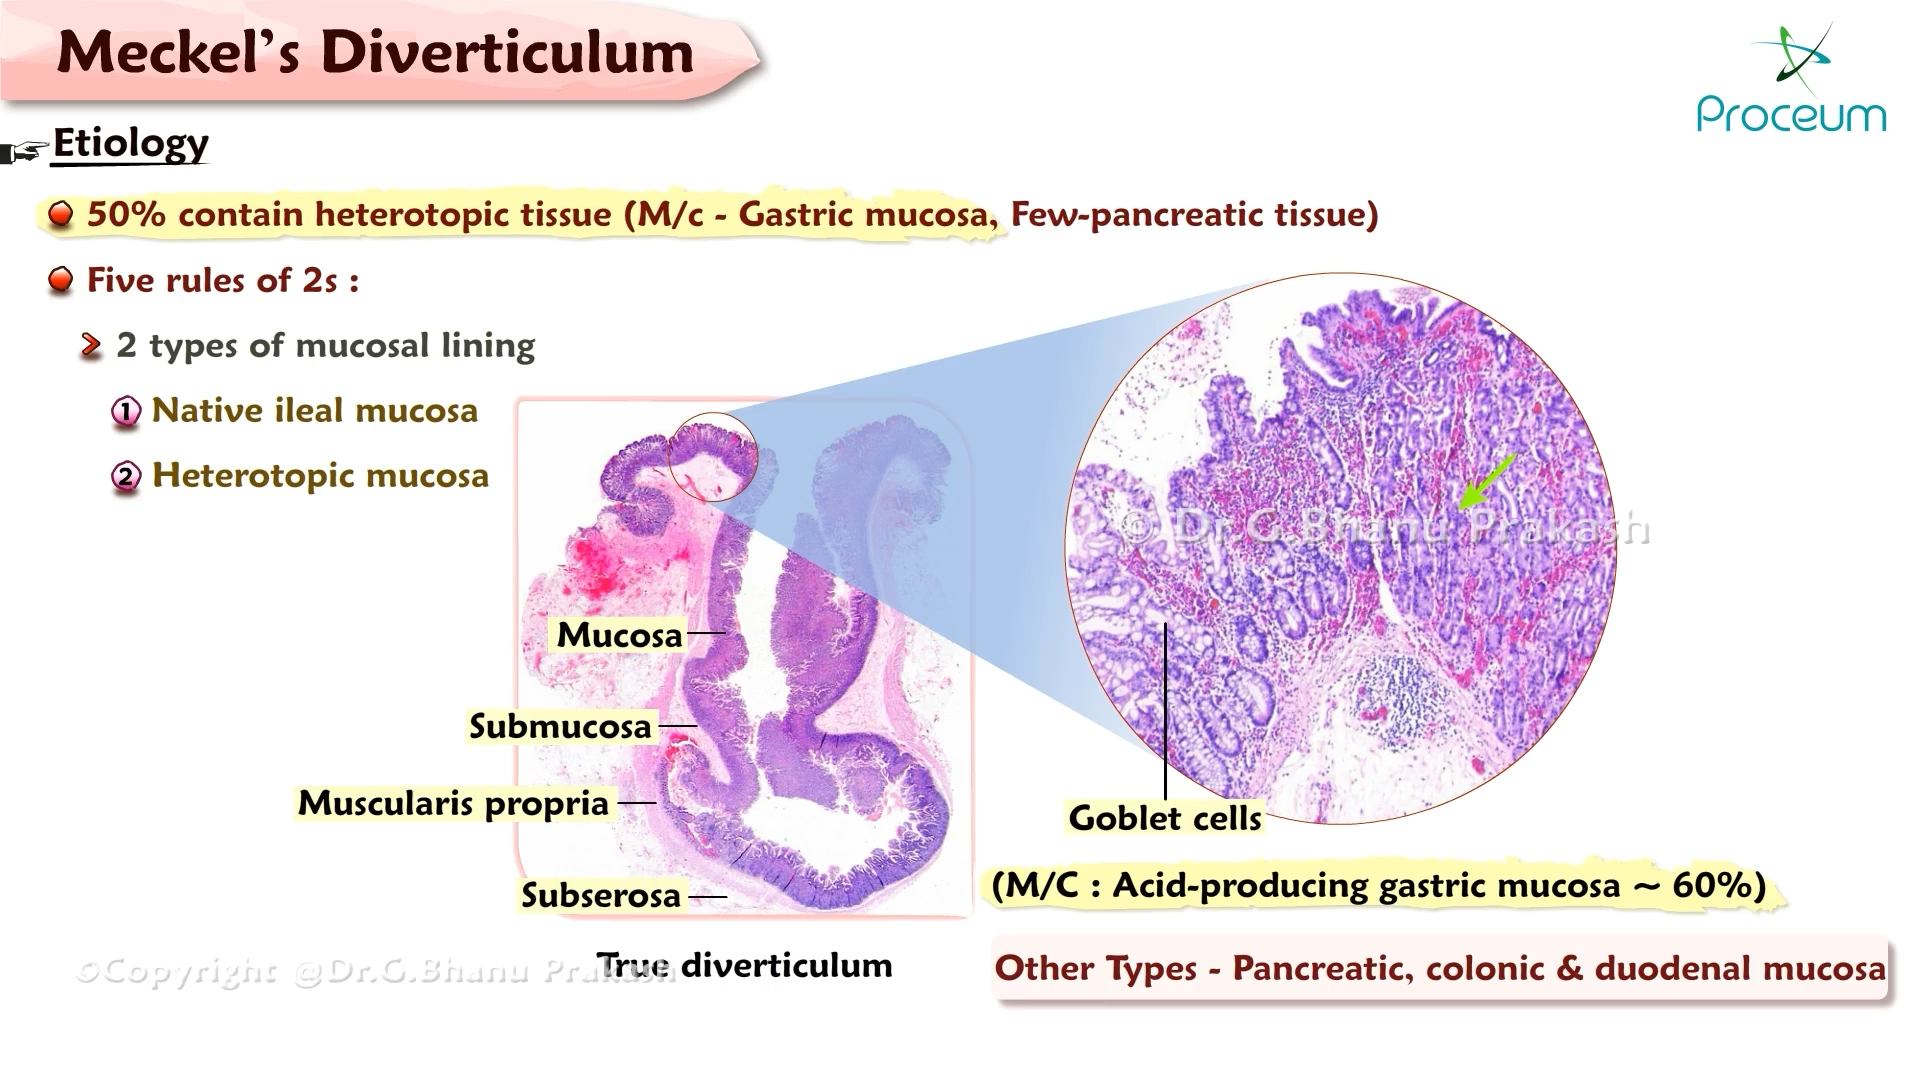 Meckel's Diverticulum
Proceum
Etiology
50% contain heterotopic tissue (M/c - Gastric mucosa, Few-pancreatic tissue)
Five rules of 2s :
2 types of mucosal lining
1 Native ileal mucosa
2 Heterotopic mucosa
© Dr.G.Bhanu Prakash
Mucosa
Submucosa
Muscularis propria
Subserosa
Goblet cells
(M/C : Acid-producing gastric mucosa ~ 60%)
©Copyright @Dr.G.Bhanu Prakash
True diverticulum
Other Types - Pancreatic, colonic & duodenal mucosa